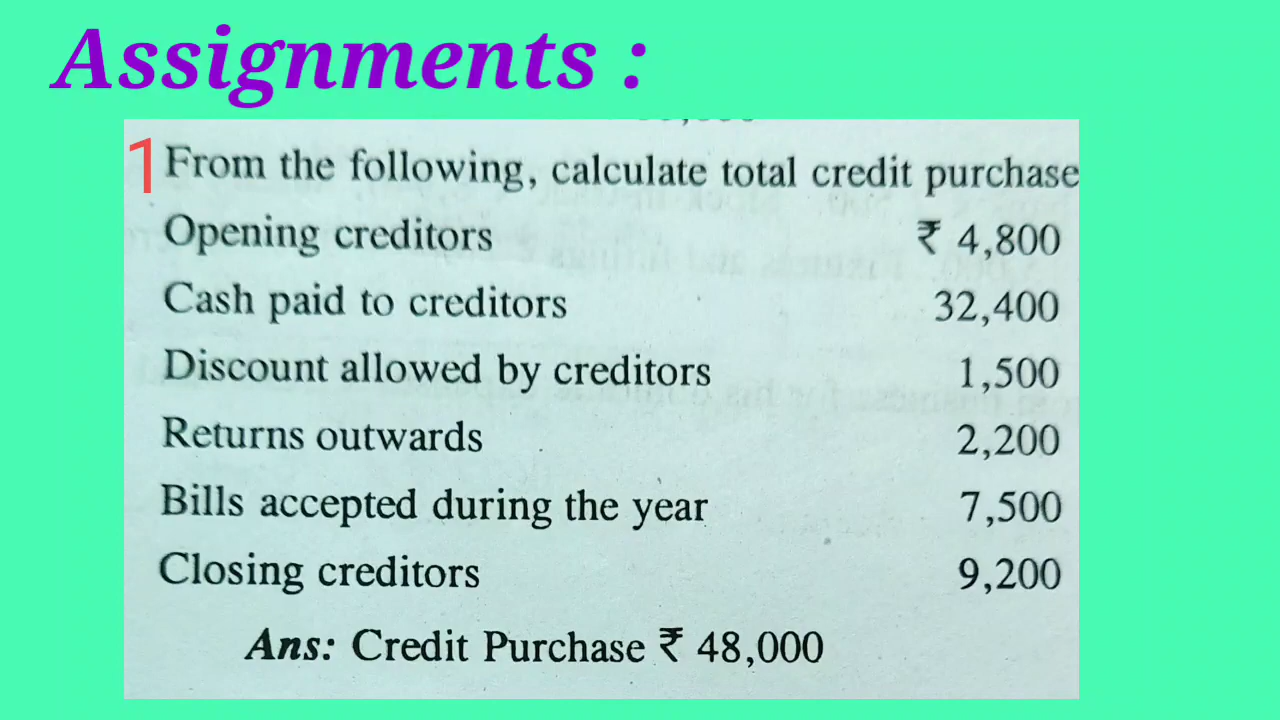 Assignments :
1 From the following, calculate total credit purchase
Opening creditors ₹ 4,800
Cash paid to creditors 32,400
Discount allowed by creditors 1,500
Returns outwards 2,200
Bills accepted during the year 7,500
Closing creditors 9,200
Ans: Credit Purchase ₹ 48,000